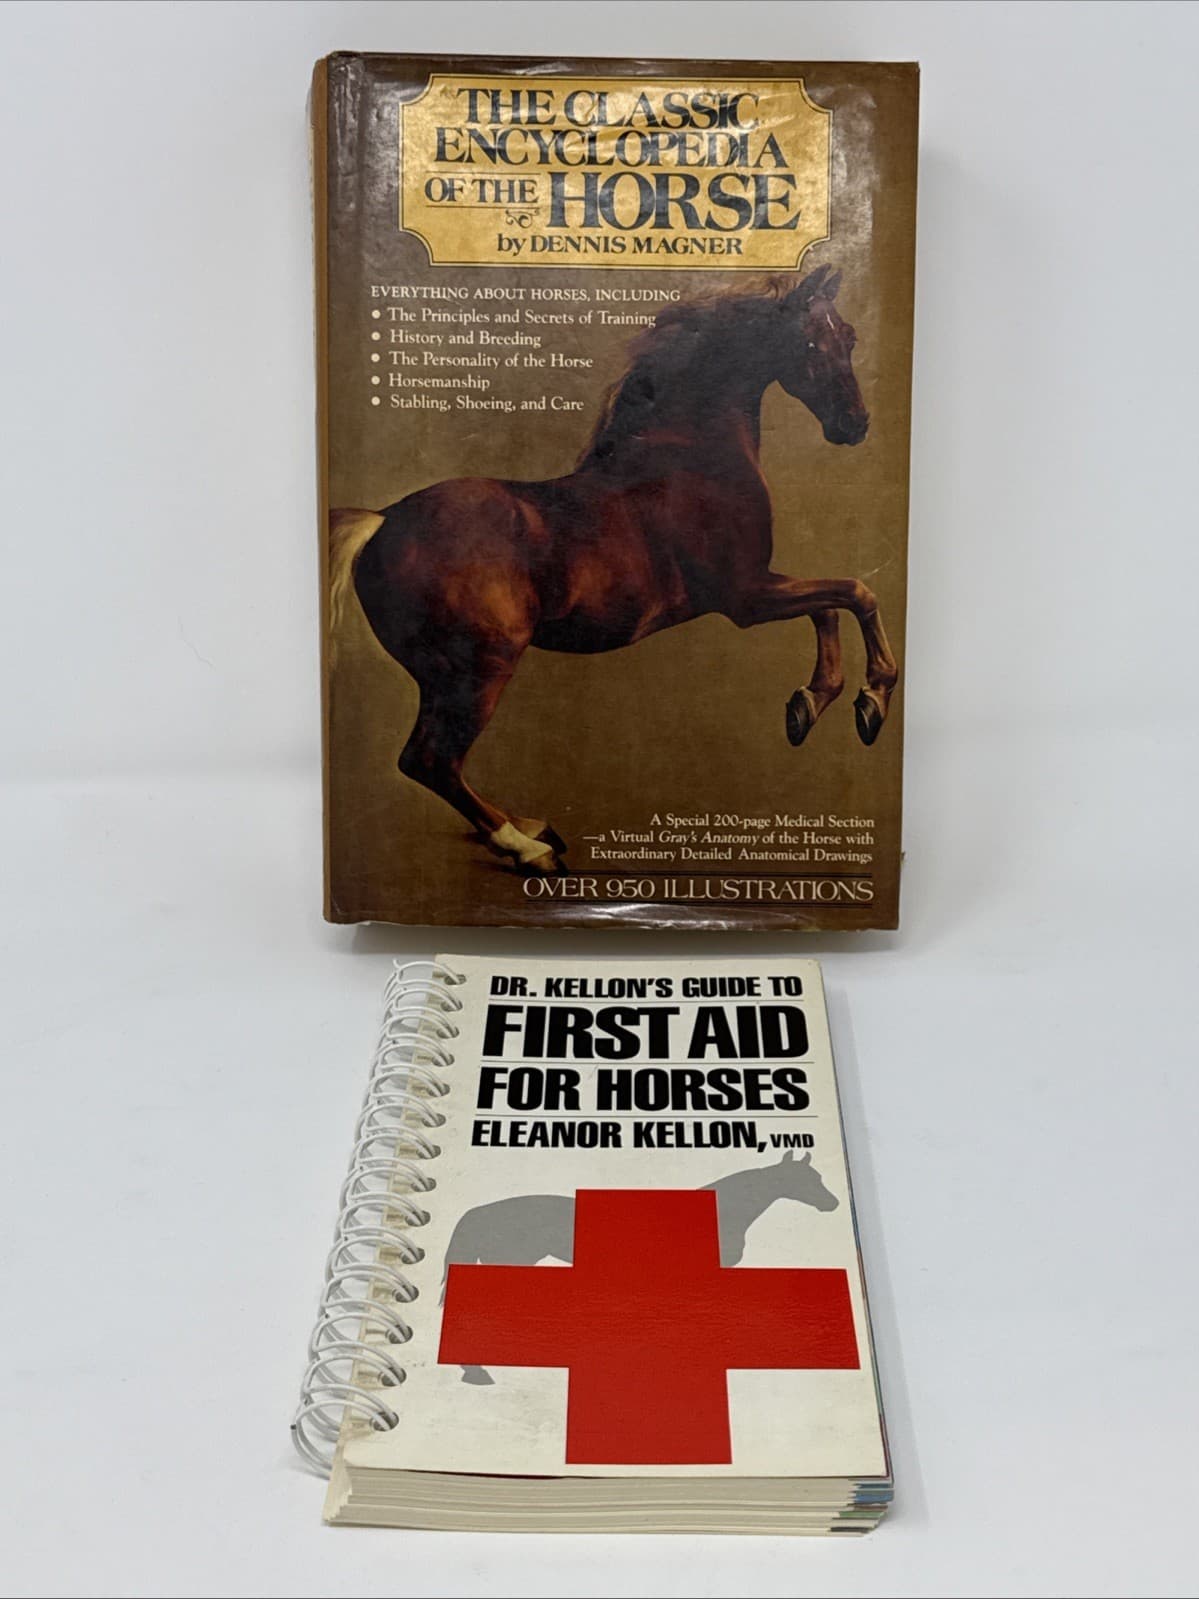 THE CLASSIC
ENCYCLOPEDIA
OF THE HORSE
by DENNIS MAGNER
EVERYTHING ABOUT HORSES, INCLUDING
• The Principles and Secrets of Training
• History and Breeding
• The Personality of the Horse
• Horsemanship
• Stabling, Shoeing, and Care
A Special 200-page Medical Section
—a Virtual Gray's Anatomy of the Horse with
Extraordinary Detailed Anatomical Drawings
OVER 950 ILLUSTRATIONS
DR. KELLON'S GUIDE TO
FIRST AID
FOR HORSES
ELEANOR KELLON, VMD